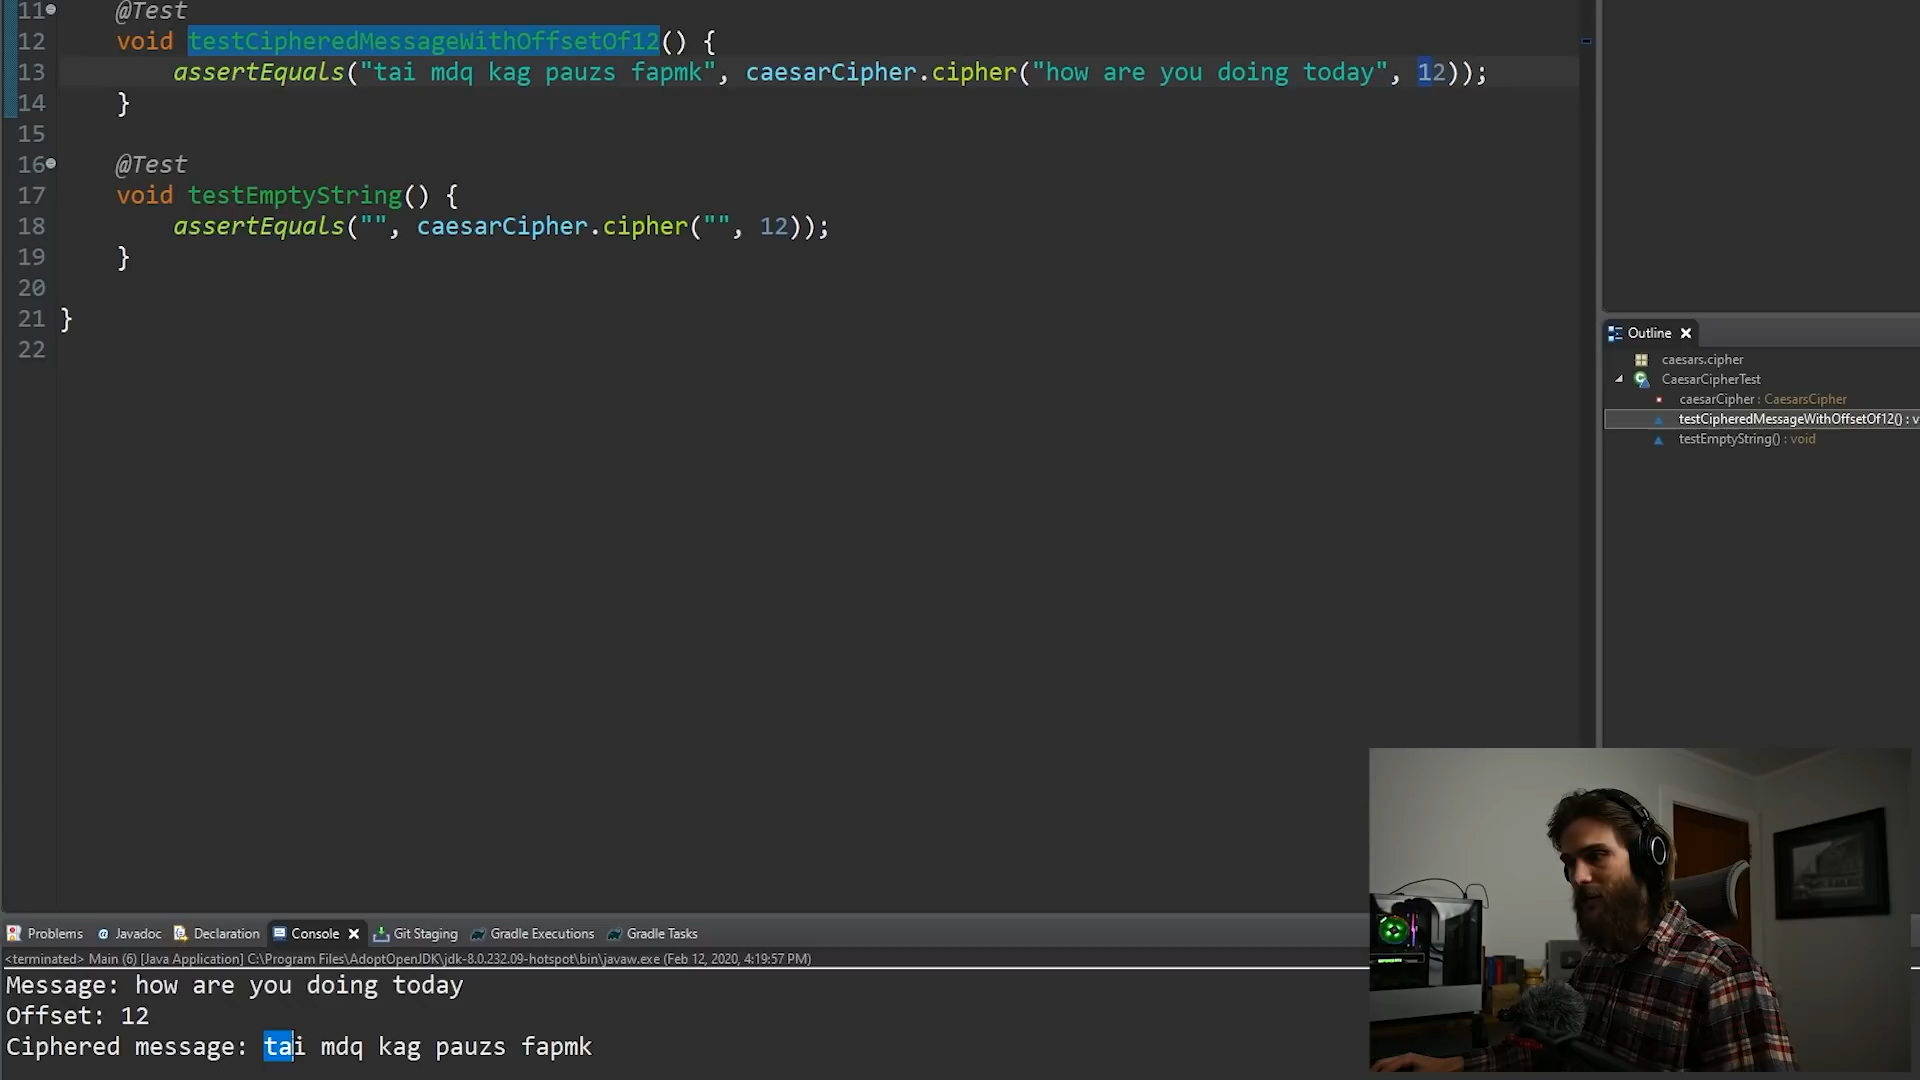 11 @Test
12 void testCipheredMessageWithOffsetOf12() {
13 assertEquals("tai mdq kag pauzs fapmk", caesarCipher.cipher("how are you doing today", 12));
14 }
15
16 @Test
17 void testEmptyString() {
18 assertEquals("", caesarCipher.cipher("", 12));
19 }
20
21 }
22
Outline
caesars.cipher
CaesarCipherTest
caesarCipher : CaesarsCipher
testCipheredMessageWithOffsetOf12() : v
testEmptyString() : void
Problems Javadoc Declaration Console Git Staging Gradle Executions Gradle Tasks
<terminated> Main (6) [Java Application] C:\Program Files\AdoptOpenJDK\jdk-8.0.232.09-hotspot\bin\javaw.exe (Feb 12, 2020, 4:19:57 PM)
Message: how are you doing today
Offset: 12
Ciphered message: tai mdq kag pauzs fapmk